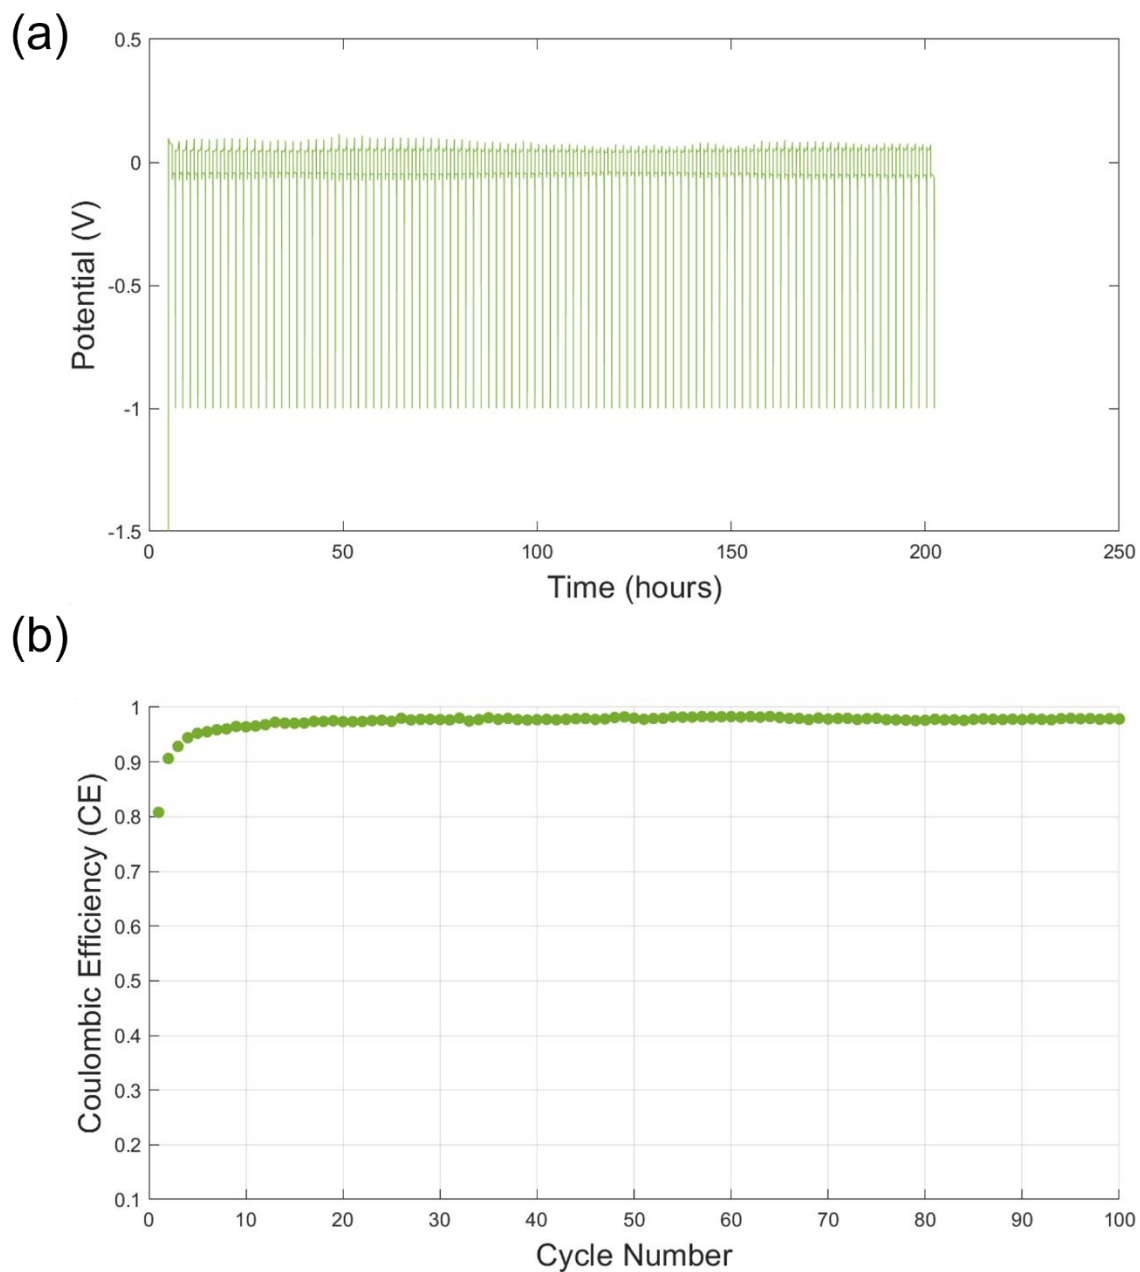 (a)
0.5
0
-0.5
-1
-1.5
Potential (V)
0 50 100 150 200 250
Time (hours)
(b)
1
0.9
0.8
0.7
0.6
0.5
0.4
0.3
0.2
0.1
Coulombic Efficiency (CE)
0 10 20 30 40 50 60 70 80 90 100
Cycle Number